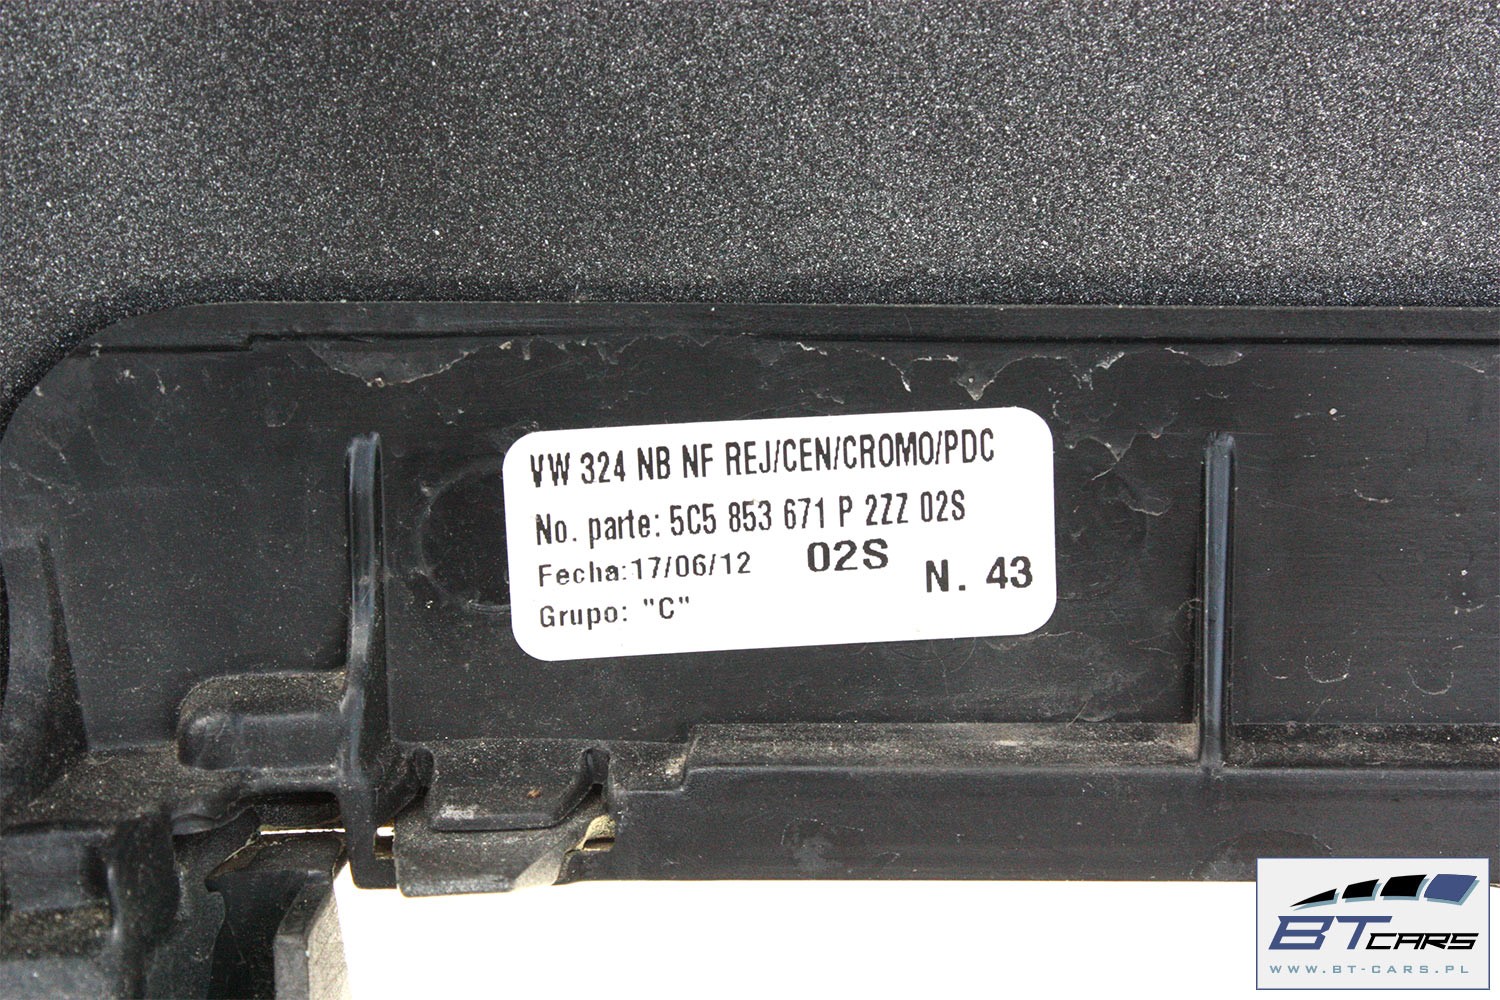 VW 324 NB NF REJ/CEN/CROMO/PDC
No. parte: 5C5 853 671 P 2ZZ 02S
Fecha:17/06/12 02S N. 43
Grupo: "C"
BT CARS
WWW.BT-CARS.PL